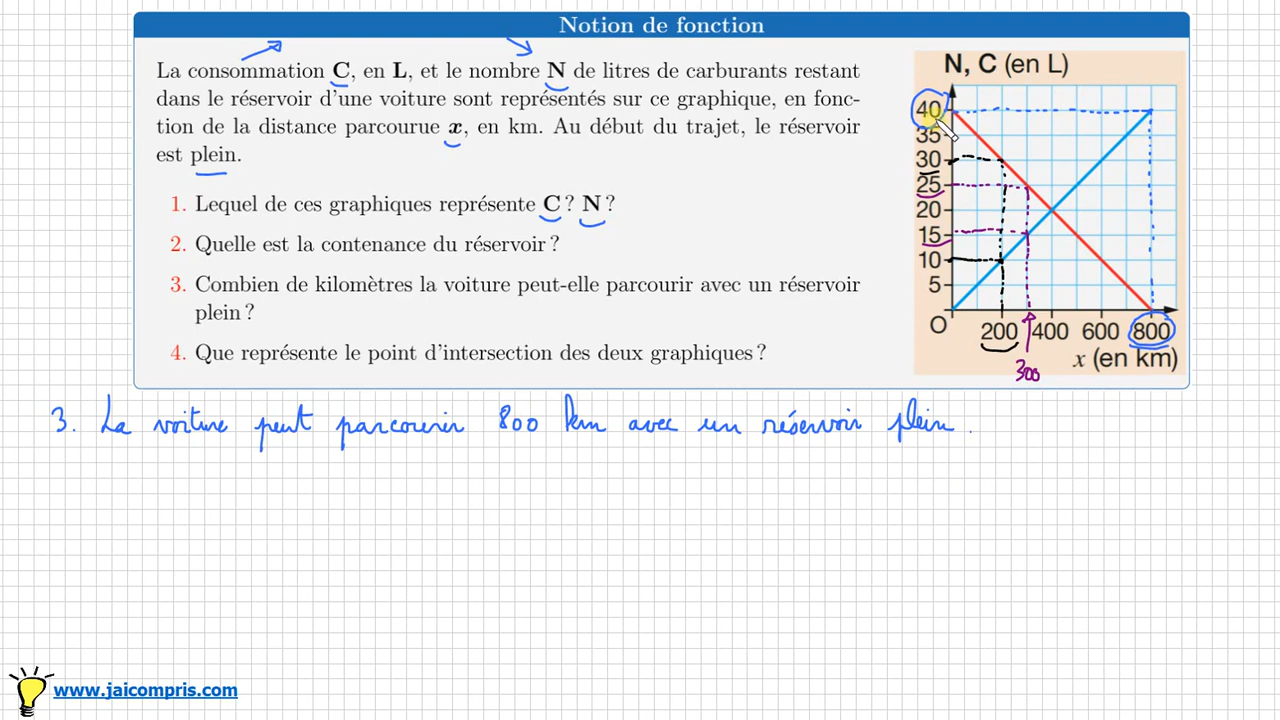 Notion de fonction
La consommation C, en L, et le nombre N de litres de carburants restant
dans le réservoir d'une voiture sont représentés sur ce graphique, en fonc-
tion de la distance parcourue x, en km. Au début du trajet, le réservoir
est plein.
1. Lequel de ces graphiques représente C ? N ?
2. Quelle est la contenance du réservoir ?
3. Combien de kilomètres la voiture peut-elle parcourir avec un réservoir
plein ?
4. Que représente le point d'intersection des deux graphiques ?
N, C (en L)
40
35
30
25
20
15
10
5
O 200 400 600 800
x (en km)
300
3. La voiture peut parcourir 800 km avec un réservoir plein.
www.jaicompris.com